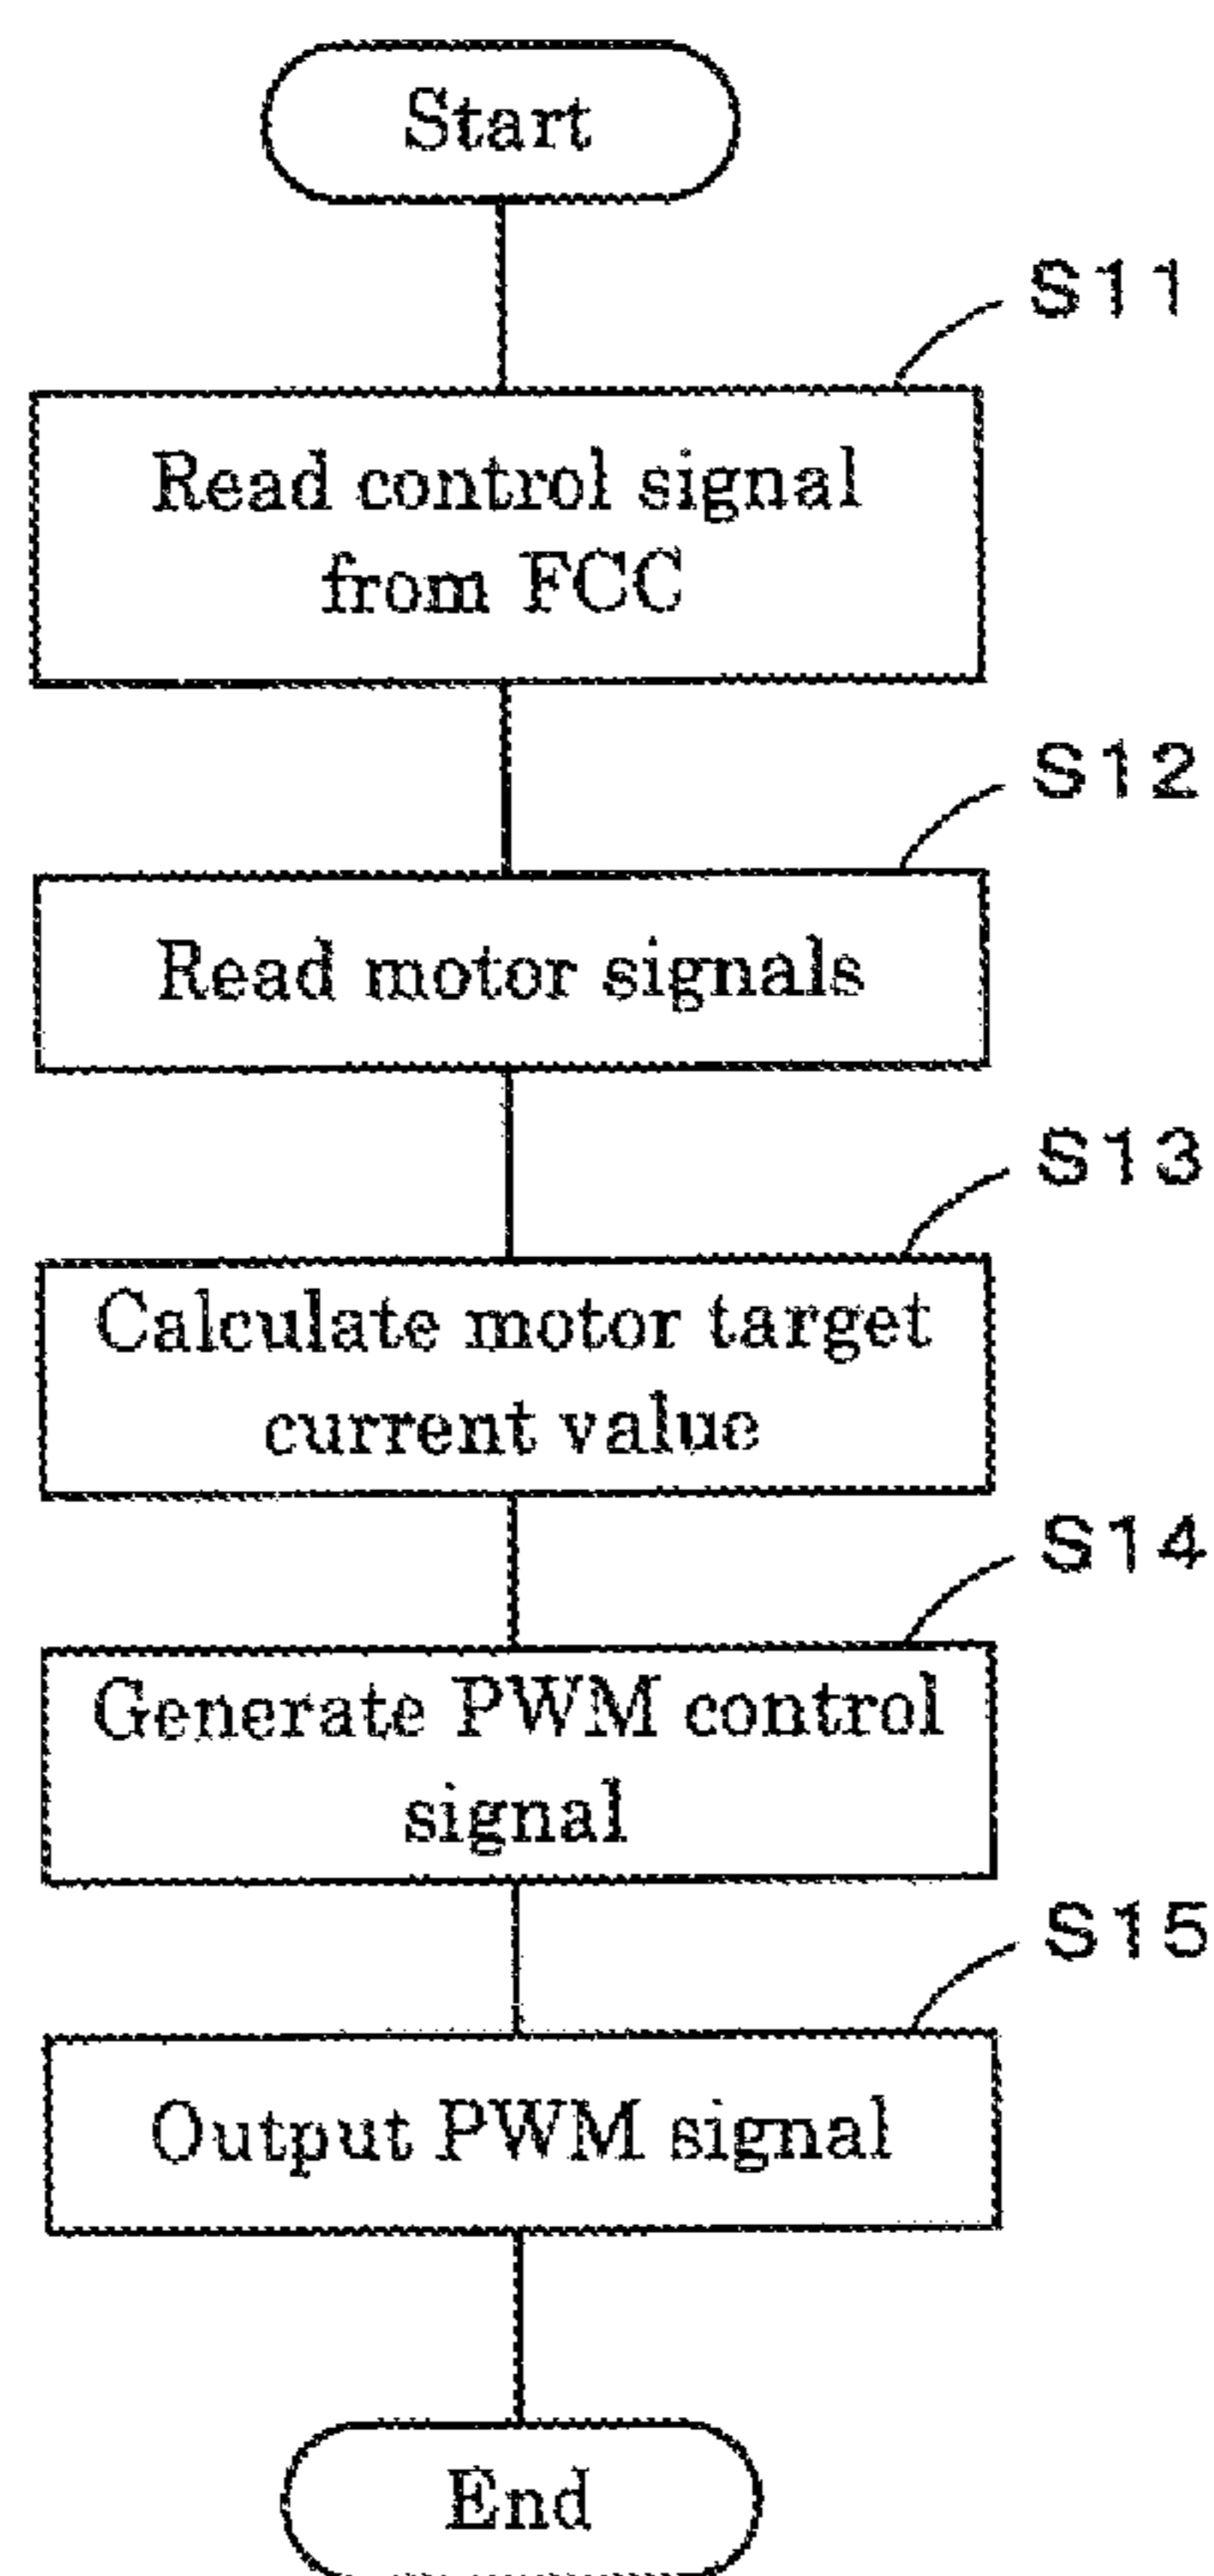 Start
S11
Read control signal
from FCC
S12
Read motor signals
S13
Calculate motor target
current value
S14
Generate PWM control
signal
S15
Output PWM signal
End